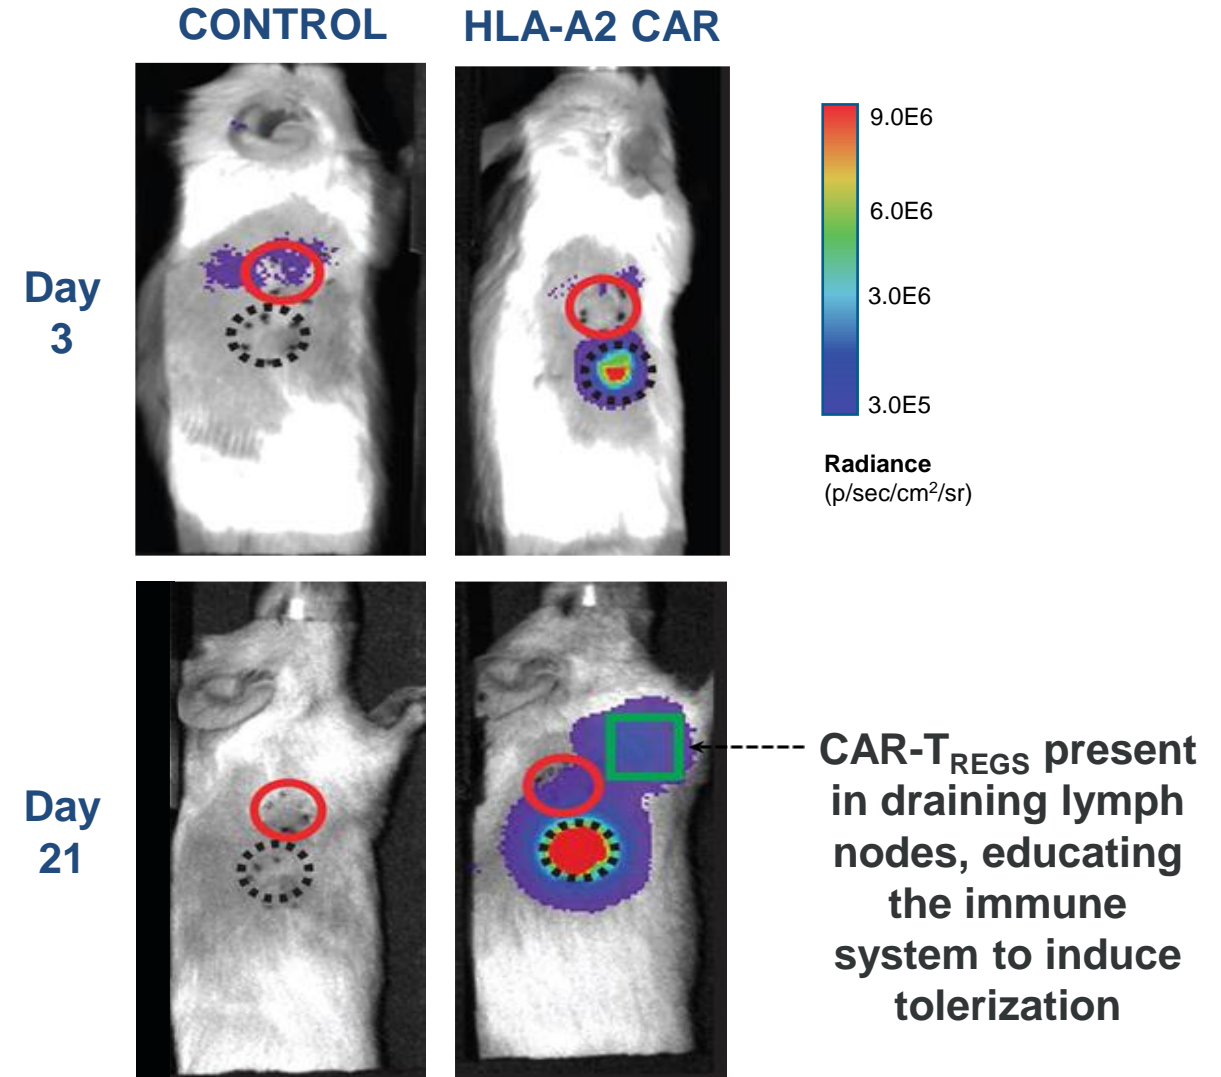 CONTROL
HLA-A2 CAR
Day
3
9.0E6
6.0E6
3.0E6
3.0E5
Radiance
(p/sec/cm²/sr)
Day
21
CAR-TREGS present
in draining lymph
nodes, educating
the immune
system to induce
tolerization